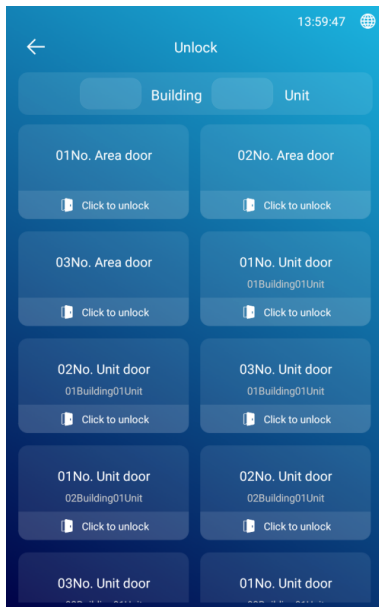 13:59:47
Unlock
Building Unit
01No. Area door 02No. Area door
Click to unlock Click to unlock
03No. Area door 01No. Unit door
01Building01Unit
Click to unlock Click to unlock
02No. Unit door 03No. Unit door
01Building01Unit 01Building01Unit
Click to unlock Click to unlock
01No. Unit door 02No. Unit door
02Building01Unit 02Building01Unit
Click to unlock Click to unlock
03No. Unit door 01No. Unit door